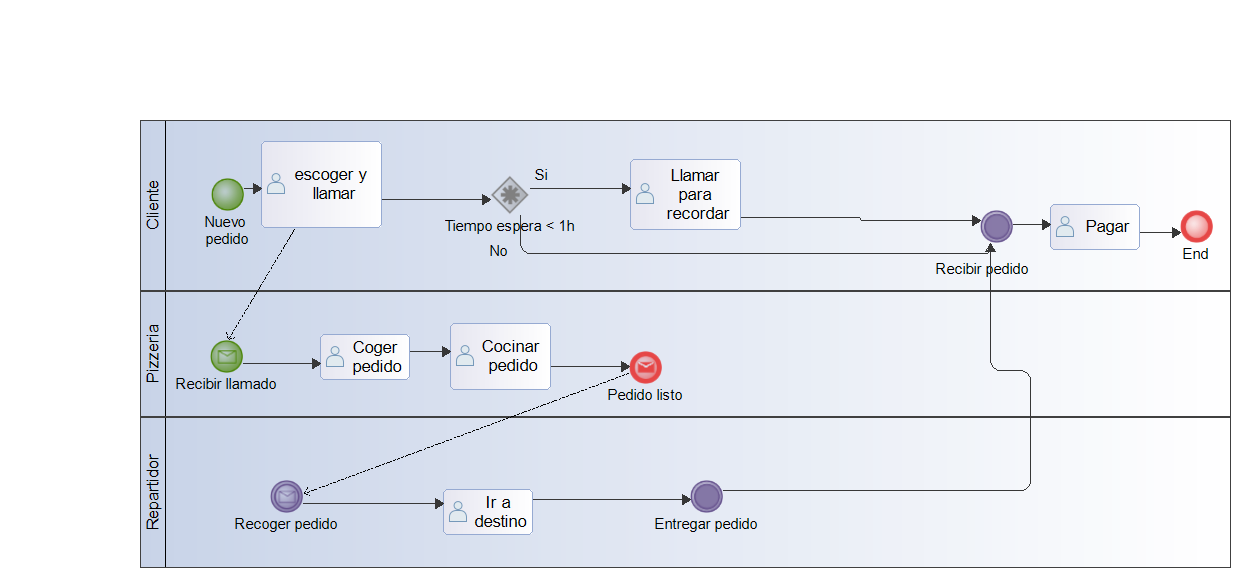 Cliente
Nuevo
pedido
escoger y
llamar
Tiempo espera < 1h
Si
No
Llamar
para
recordar
Recibir pedido
Pagar
End
Pizzeria
Recibir llamado
Coger
pedido
Cocinar
pedido
Pedido listo
Repartidor
Recoger pedido
Ir a
destino
Entregar pedido